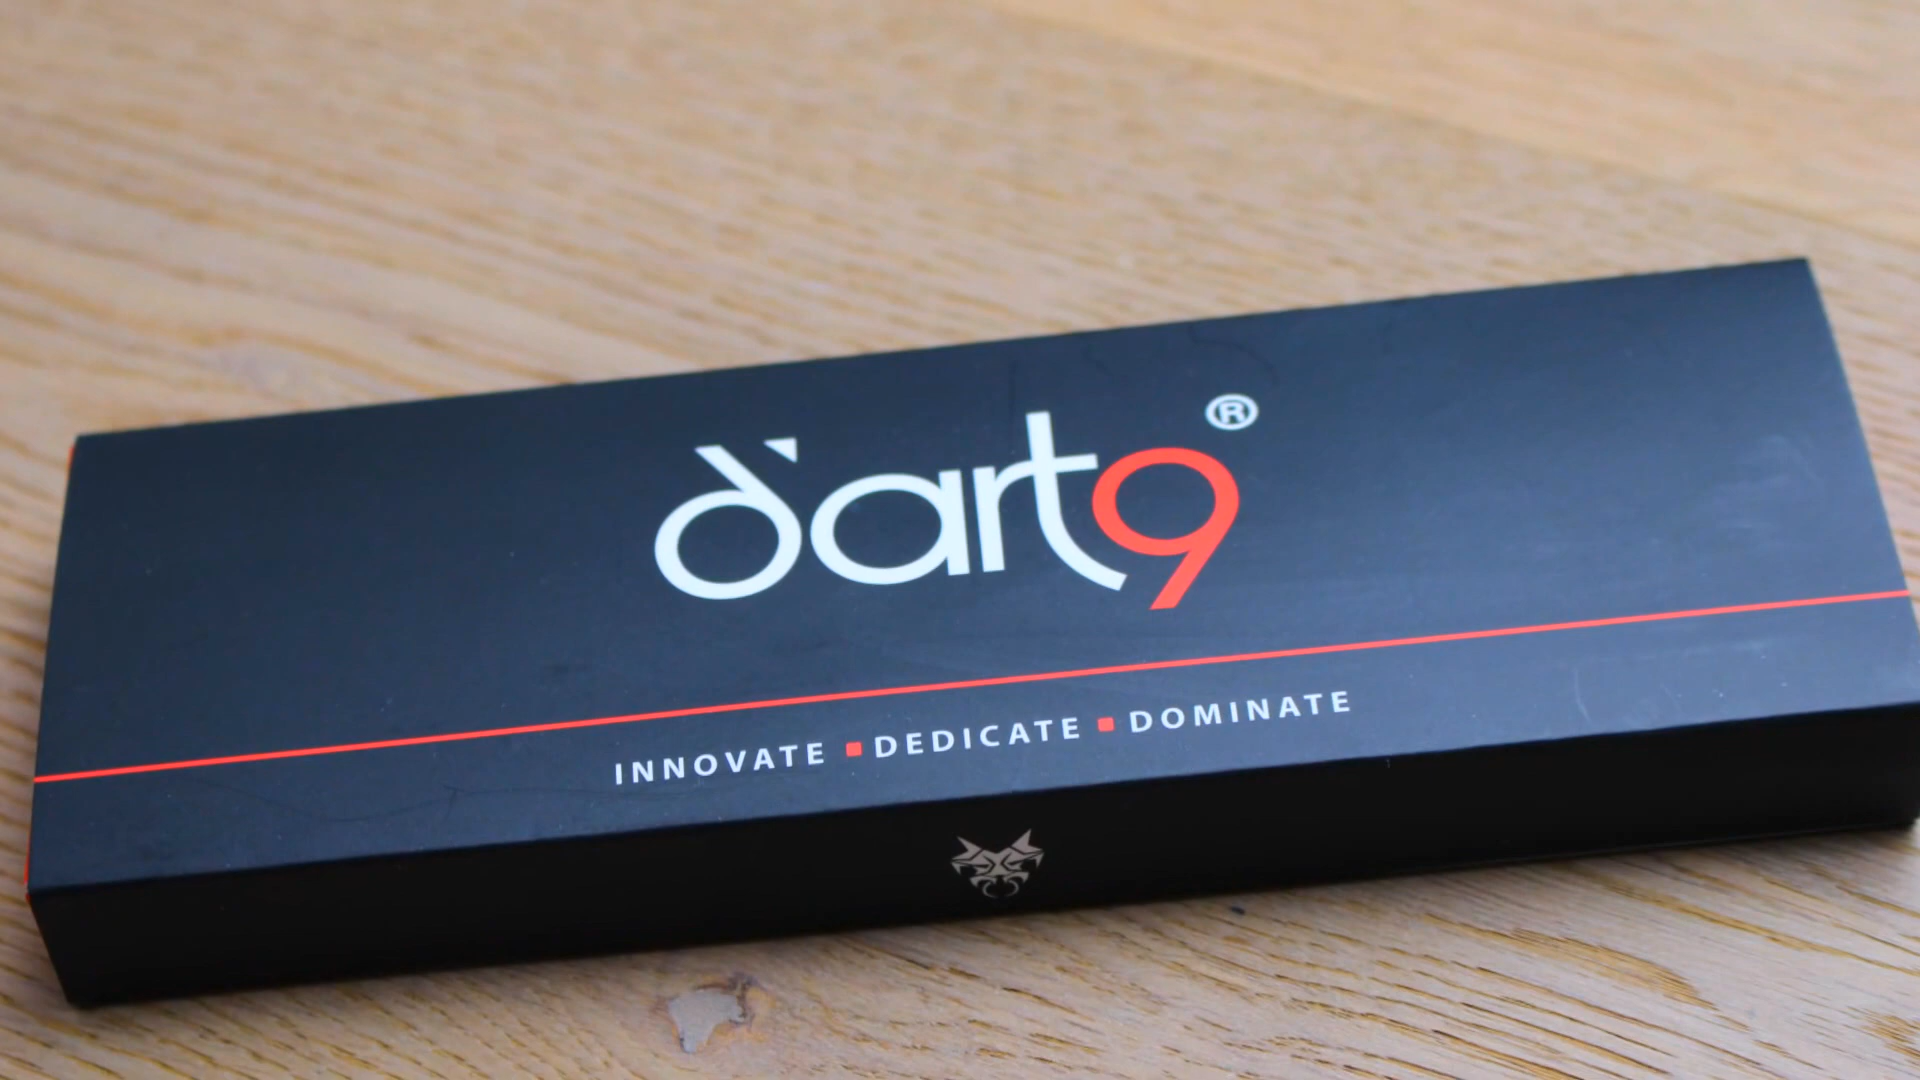 d'art9®
INNOVATE ▪ DEDICATE ▪ DOMINATE